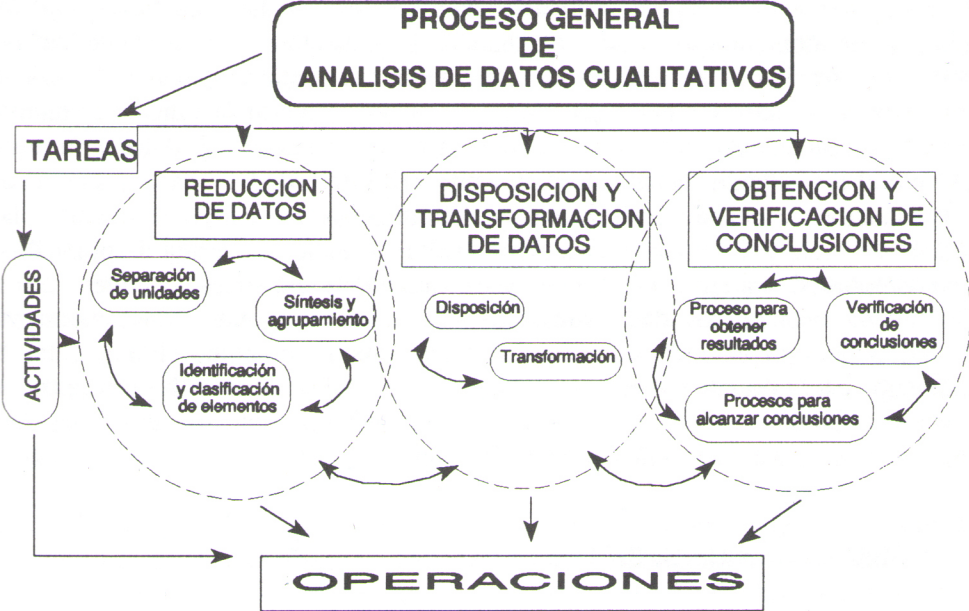 PROCESO GENERAL
DE
ANALISIS DE DATOS CUALITATIVOS
TAREAS
REDUCCION
DE DATOS
DISPOSICION Y
TRANSFORMACION
DE DATOS
OBTENCION Y
VERIFICACION DE
CONCLUSIONES
ACTIVIDADES
Separación
de unidades
Síntesis y
agrupamiento
Identificación
y clasificación
de elementos
Disposición
Transformación
Proceso para
obtener
resultados
Verificación
de
conclusiones
Procesos para
alcanzar conclusiones
OPERACIONES